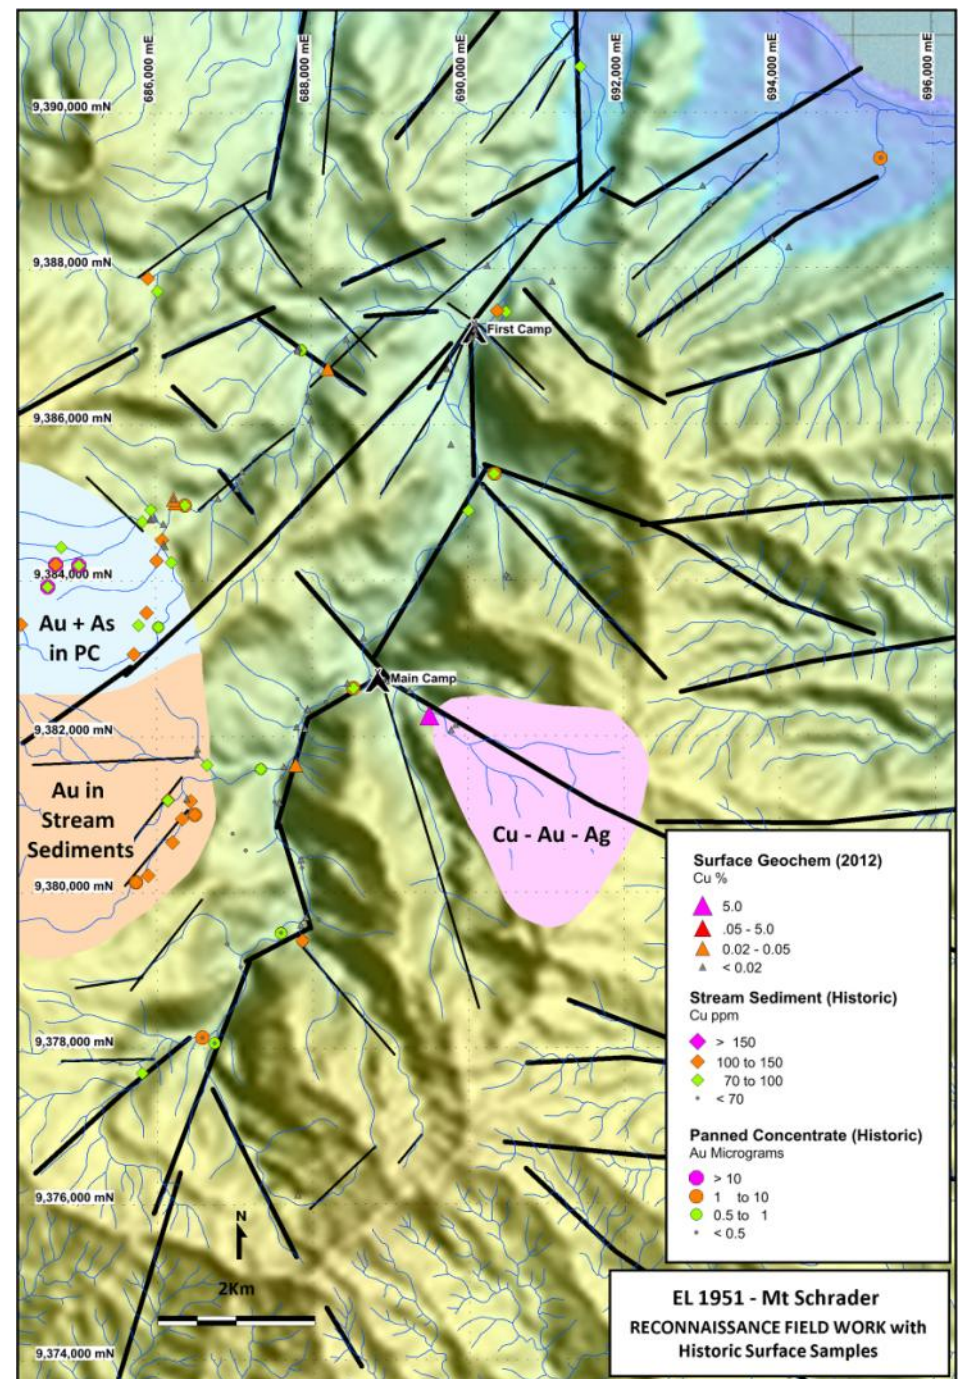 686,000 mE
688,000 mE
690,000 mE
692,000 mE
694,000 mE
696,000 mE
9,390,000 mN
9,388,000 mN
First Camp
9,386,000 mN
9,384,000 mN
Au + As
in PC
Main Camp
9,382,000 mN
Au in
Stream
Sediments
Cu - Au - Ag
9,380,000 mN
9,378,000 mN
9,376,000 mN
9,374,000 mN
N
2Km
Surface Geochem (2012)
Cu %
5.0
.05 - 5.0
0.02 - 0.05
< 0.02
Stream Sediment (Historic)
Cu ppm
> 150
100 to 150
70 to 100
< 70
Panned Concentrate (Historic)
Au Micrograms
> 10
1 to 10
0.5 to 1
< 0.5
EL 1951 - Mt Schrader
RECONNAISSANCE FIELD WORK with
Historic Surface Samples